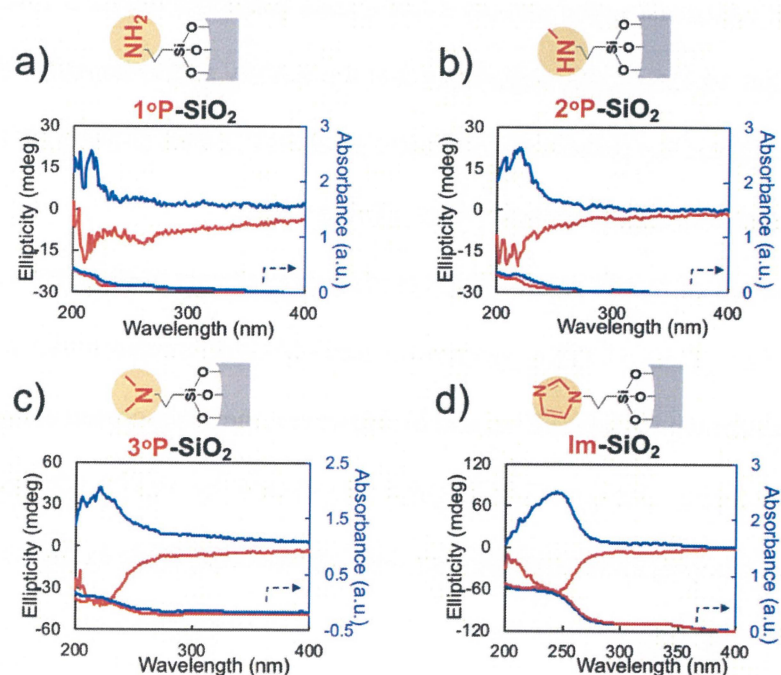 a)
NH2
Si
O
O
O
1ºP-SiO2
30
15
0
-15
-30
Ellipticity (mdeg)
3
2
1
0
Absorbance (a.u.)
200
300
400
Wavelength (nm)
b)
HN
Si
O
O
O
2ºP-SiO2
30
15
0
-15
-30
Ellipticity (mdeg)
3
2
1
0
Absorbance (a.u.)
200
300
400
Wavelength (nm)
c)
N
Si
O
O
O
3ºP-SiO2
60
30
0
-30
-60
Ellipticity (mdeg)
2.5
1.5
0.5
-0.5
Absorbance (a.u.)
200
300
400
Wavelength (nm)
d)
N
N
Si
O
O
O
Im-SiO2
120
60
0
-60
-120
Ellipticity (mdeg)
3
2
1
0
Absorbance (a.u.)
200
250
300
350
400
Wavelength (nm)